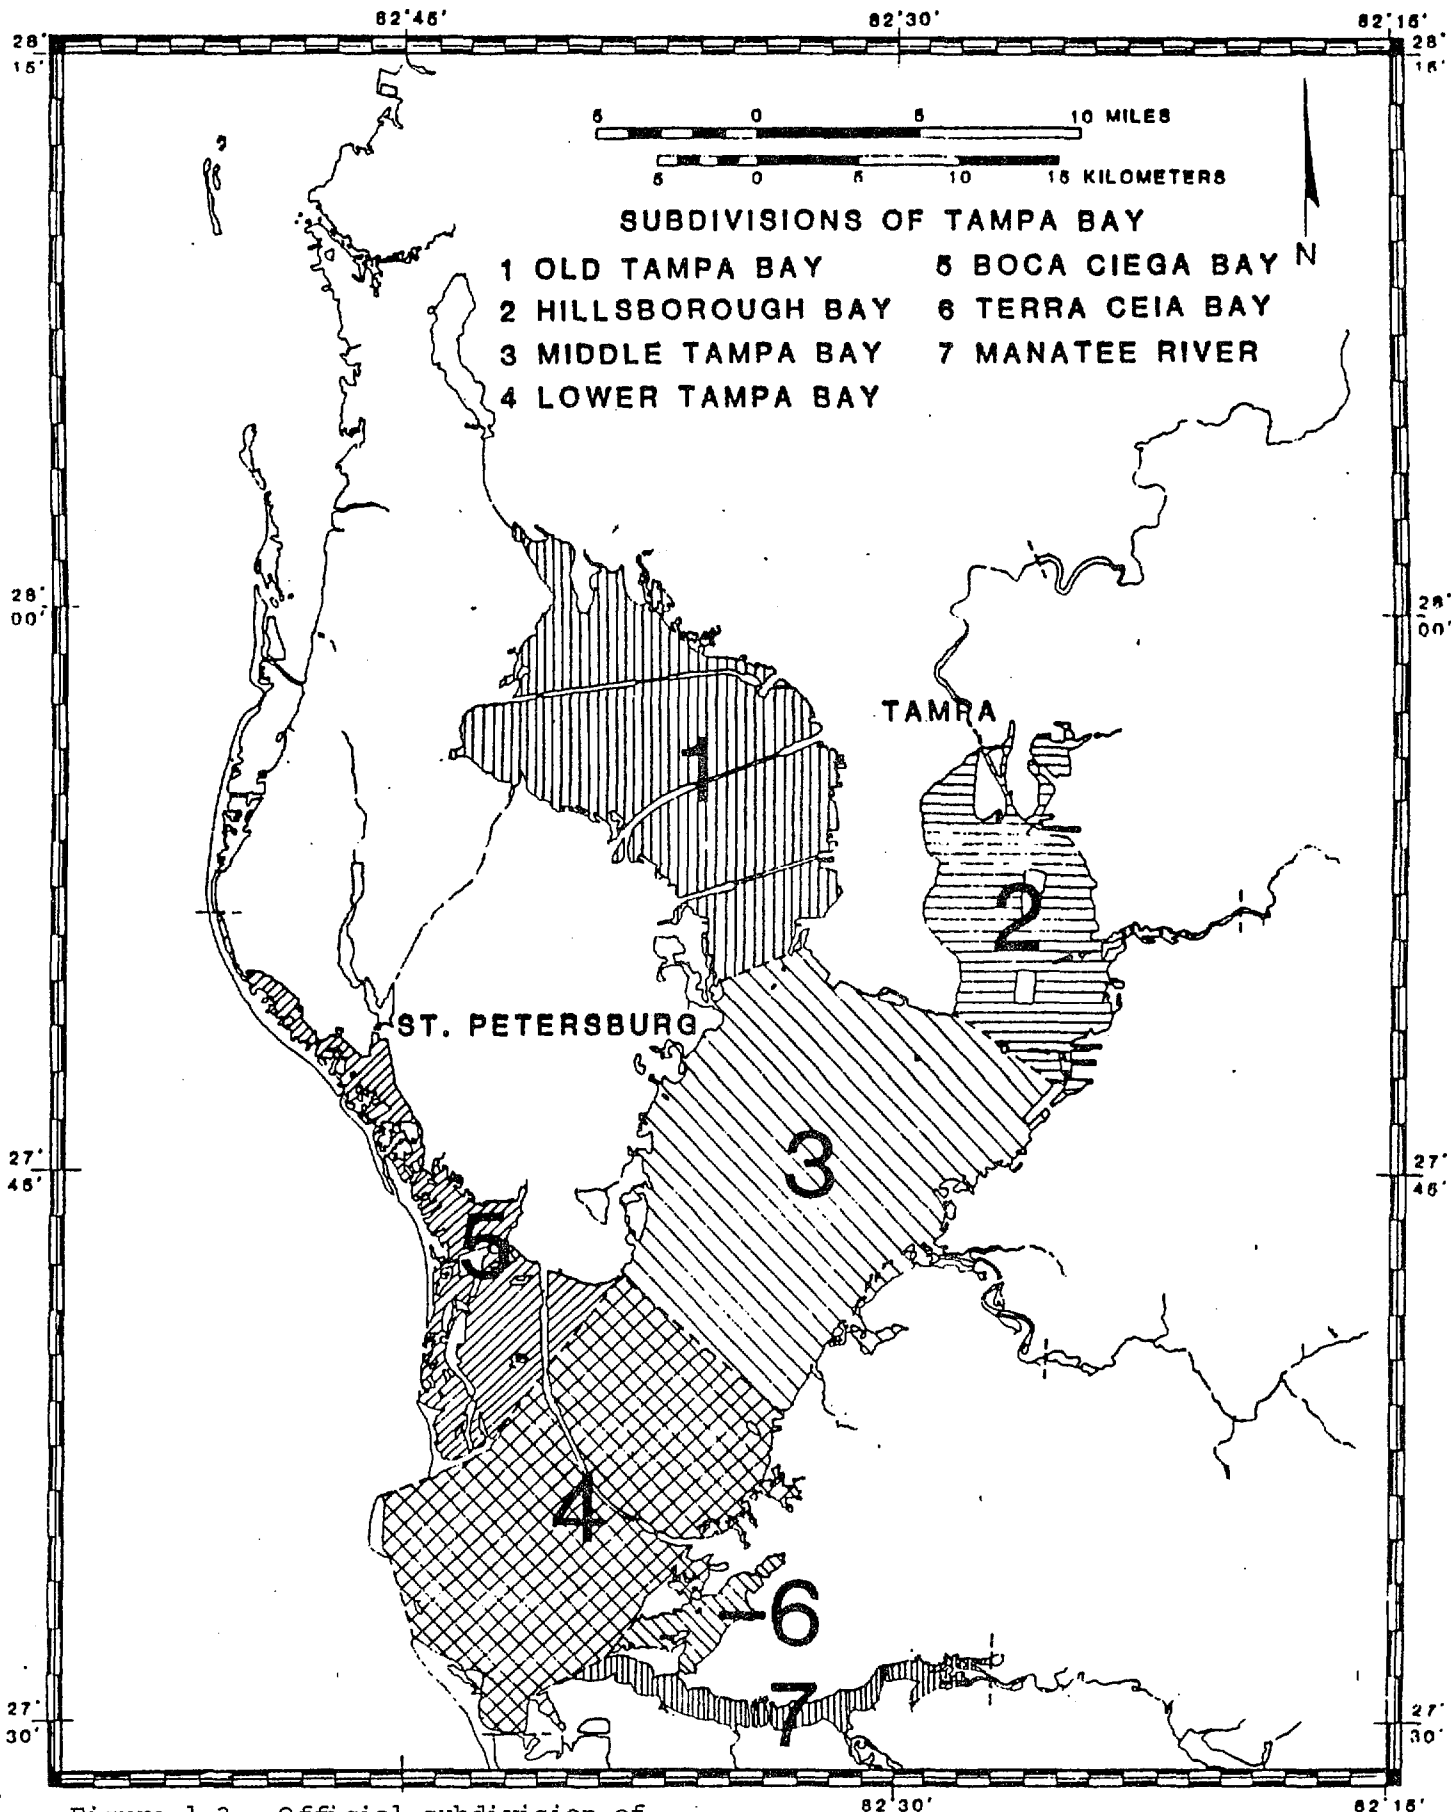 82°45' 82°30' 82°15'
28° 28°
15' 15'
5 0 5 10 MILES
5 0 5 10 15 KILOMETERS
SUBDIVISIONS OF TAMPA BAY
N
1 OLD TAMPA BAY 5 BOCA CIEGA BAY
2 HILLSBOROUGH BAY 6 TERRA CEIA BAY
3 MIDDLE TAMPA BAY 7 MANATEE RIVER
4 LOWER TAMPA BAY
28° 28°
00' 00'
TAMPA
1
2
ST. PETERSBURG
3
27° 27°
45' 45'
5
4
6
7
27° 27°
30' 30'
82°30' 82°15'
Figure 1.2. Official subdivision of